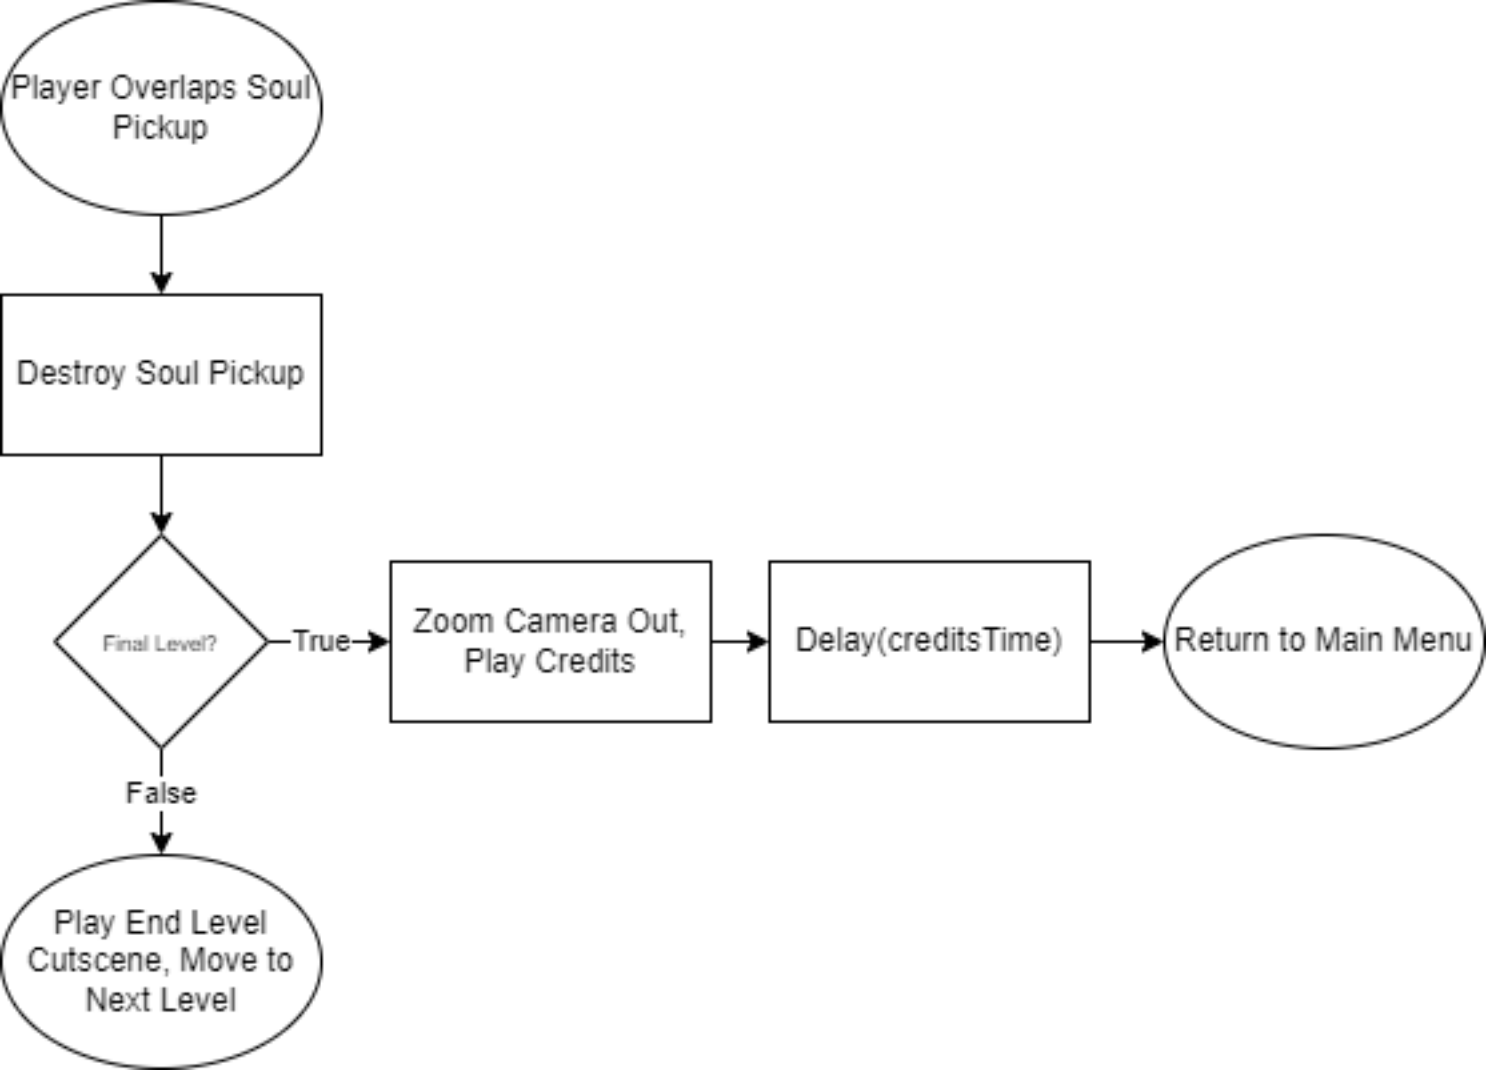 Player Overlaps Soul
Pickup
Destroy Soul Pickup
Final Level?
True
Zoom Camera Out,
Play Credits
Delay(creditsTime)
Return to Main Menu
False
Play End Level
Cutscene, Move to
Next Level